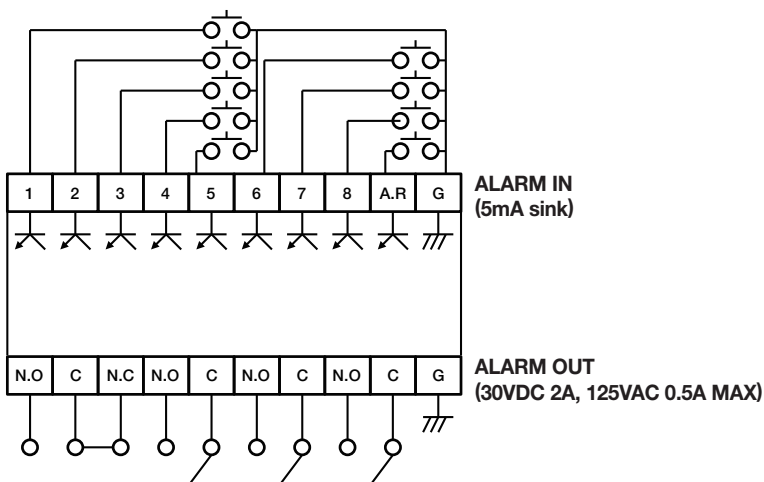 1 2 3 4 5 6 7 8 A.R G
ALARM IN
(5mA sink)
N.O C N.C N.O C N.O C N.O C G
ALARM OUT
(30VDC 2A, 125VAC 0.5A MAX)